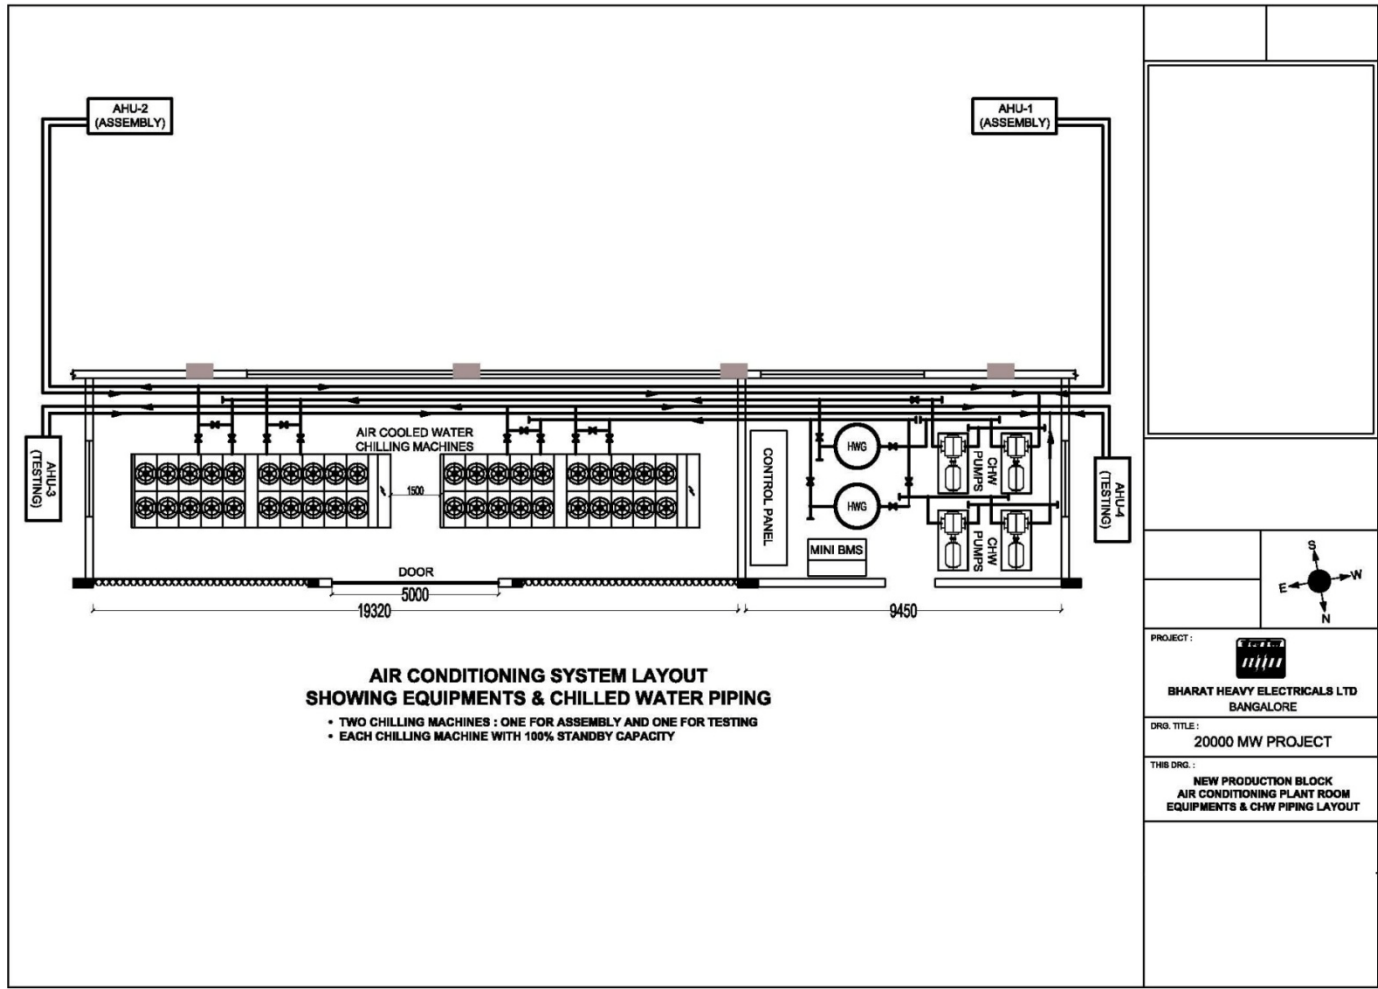 AHU-2
(ASSEMBLY)
AHU-1
(ASSEMBLY)
AIR COOLED WATER
CHILLING MACHINES
AHU-3
(TESTING)
1500
CONTROL PANEL
HWG
HWG
MINI BMS
CHW
PUMPS
CHW
PUMPS
AHU-4
(TESTING)
DOOR
5000
19320
9450
AIR CONDITIONING SYSTEM LAYOUT
SHOWING EQUIPMENTS & CHILLED WATER PIPING
• TWO CHILLING MACHINES : ONE FOR ASSEMBLY AND ONE FOR TESTING
• EACH CHILLING MACHINE WITH 100% STANDBY CAPACITY
S
E
W
N
PROJECT :
BHARAT HEAVY ELECTRICALS LTD
BANGALORE
DRG. TITLE :
20000 MW PROJECT
THIS DRG. :
NEW PRODUCTION BLOCK
AIR CONDITIONING PLANT ROOM
EQUIPMENTS & CHW PIPING LAYOUT